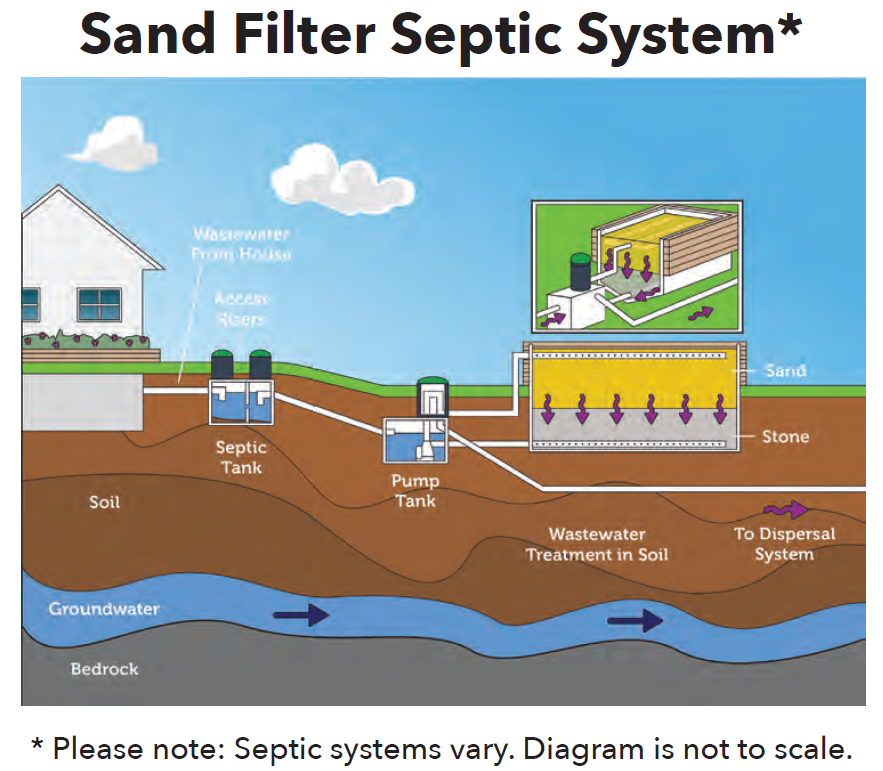 Sand Filter Septic System*
Wastewater
From House
Access
Risers
Sand
Stone
Septic
Tank
Pump
Tank
Soil
Wastewater
Treatment in Soil
To Dispersal
System
Groundwater
Bedrock
* Please note: Septic systems vary. Diagram is not to scale.